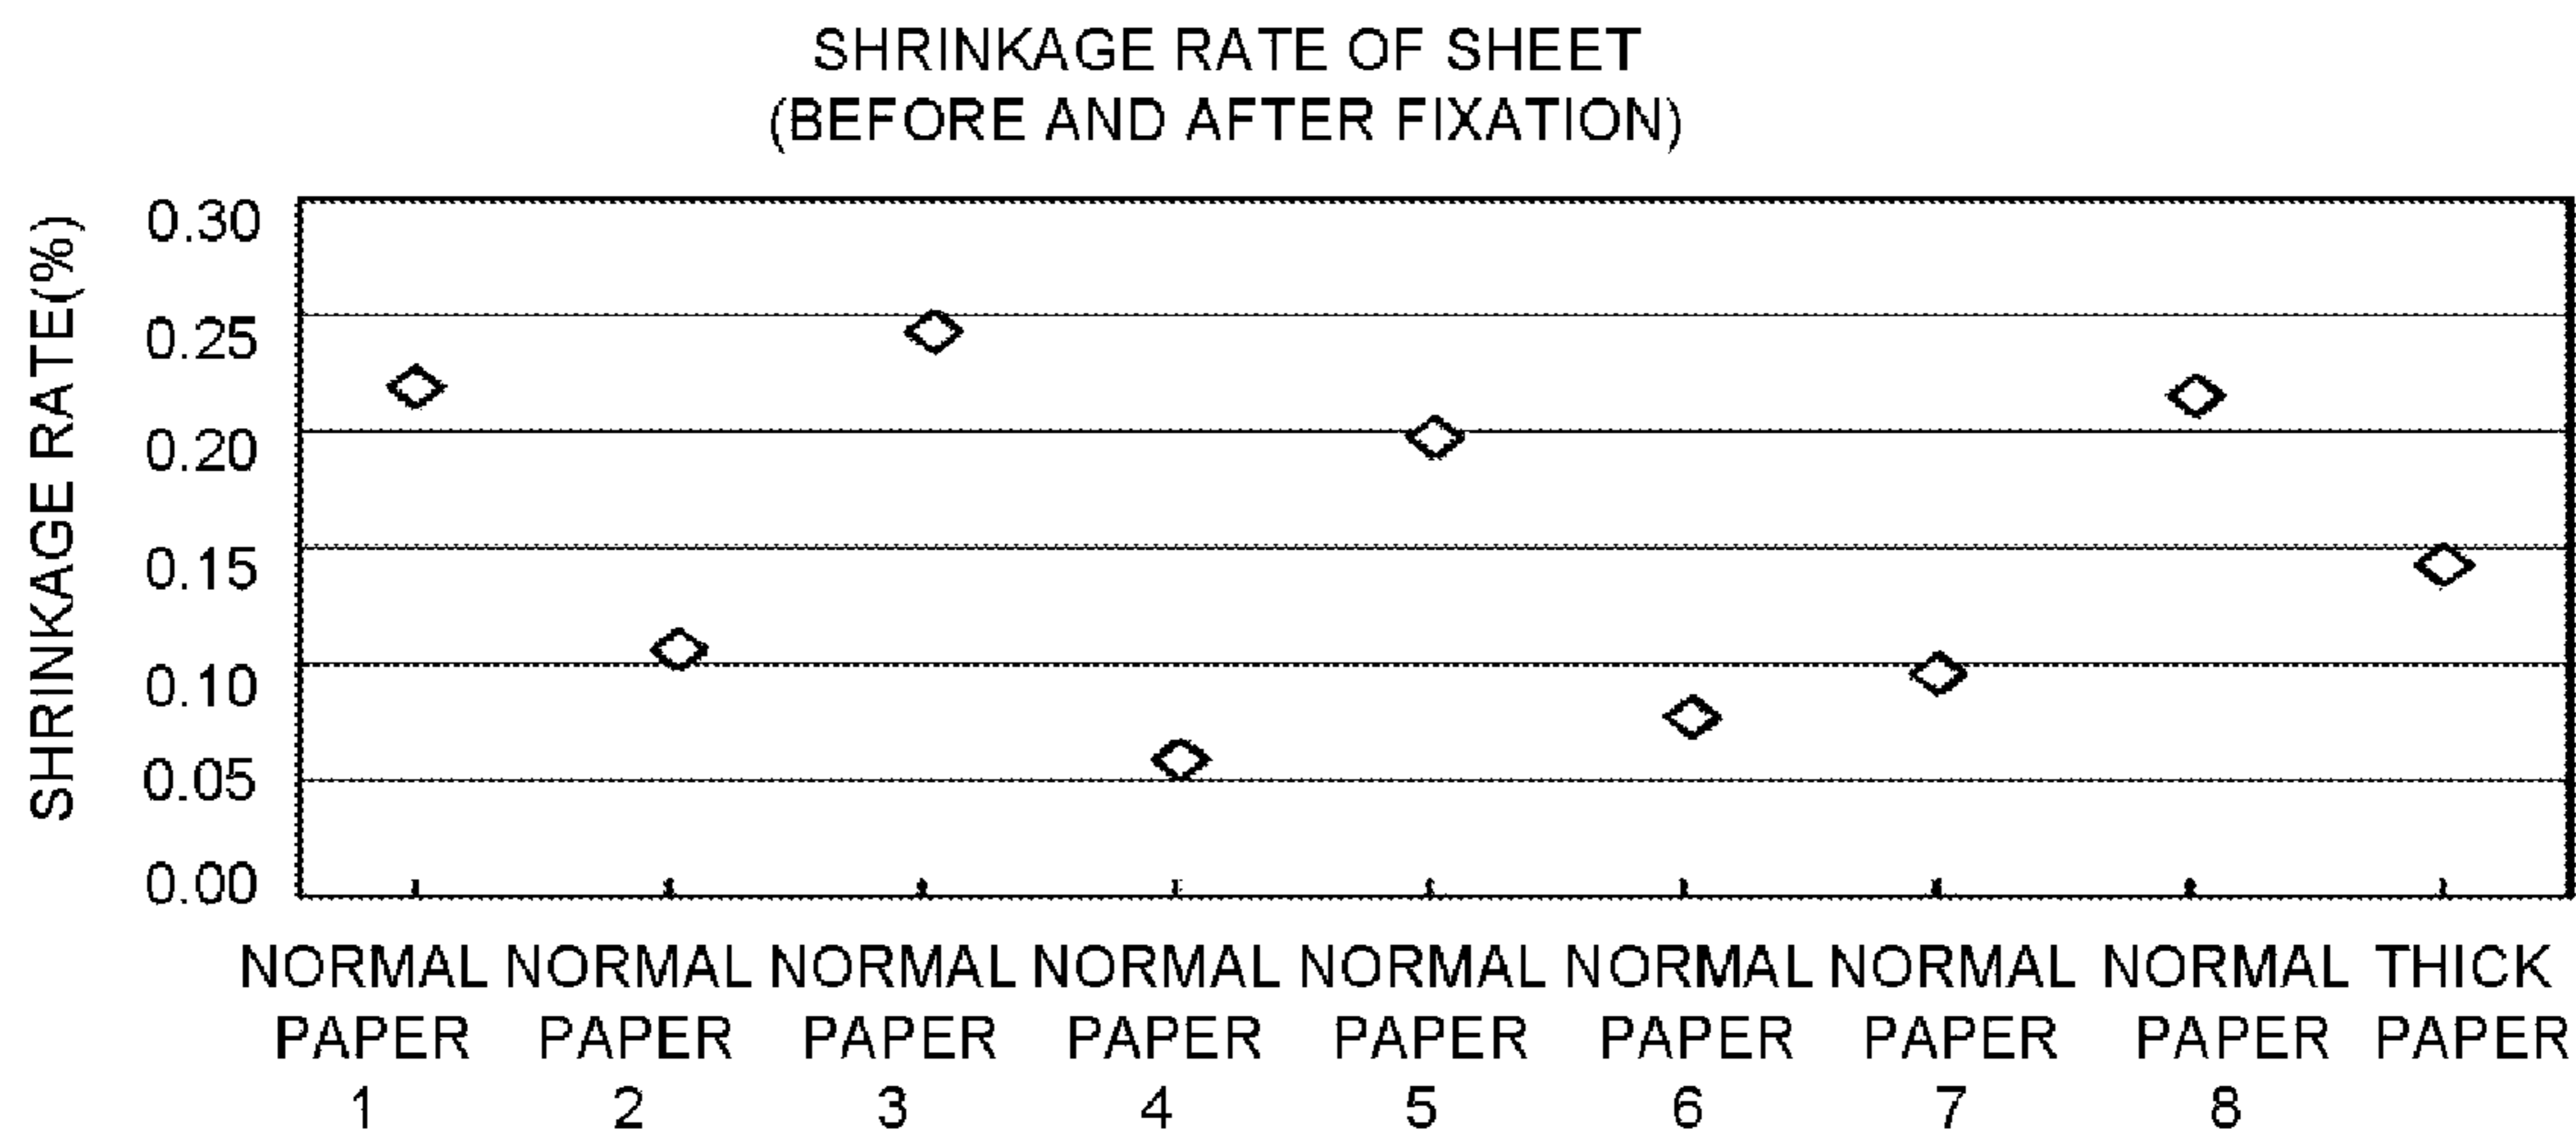 SHRINKAGE RATE OF SHEET
(BEFORE AND AFTER FIXATION)
SHRINKAGE RATE(%)
0.30
0.25
0.20
0.15
0.10
0.05
0.00
NORMAL NORMAL NORMAL NORMAL NORMAL NORMAL NORMAL NORMAL THICK
PAPER PAPER PAPER PAPER PAPER PAPER PAPER PAPER PAPER
1 2 3 4 5 6 7 8